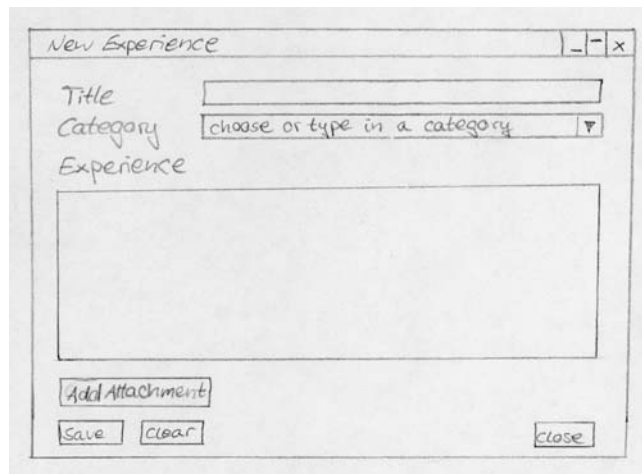 New Experience _ - x
Title
Category choose or type in a category
Experience
Add Attachment
Save Clear
close